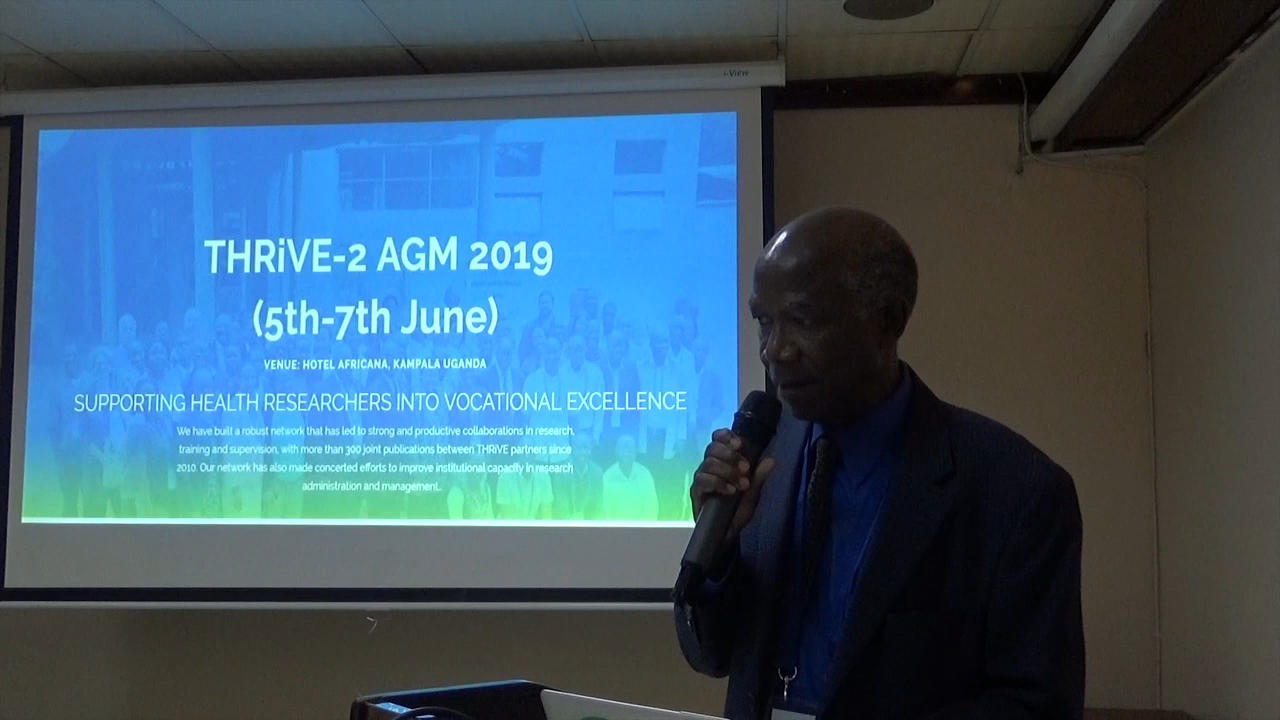 i-View
THRiVE-2 AGM 2019
(5th-7th June)
VENUE: HOTEL AFRICANA, KAMPALA UGANDA
SUPPORTING HEALTH RESEARCHERS INTO VOCATIONAL EXCELLENCE
We have built a robust network that has led to strong and productive collaborations in research,
training and supervision, with more than 300 joint publications between THRiVE partners since
2010. Our network has also made concerted efforts to improve institutional capacity in research
administration and management.